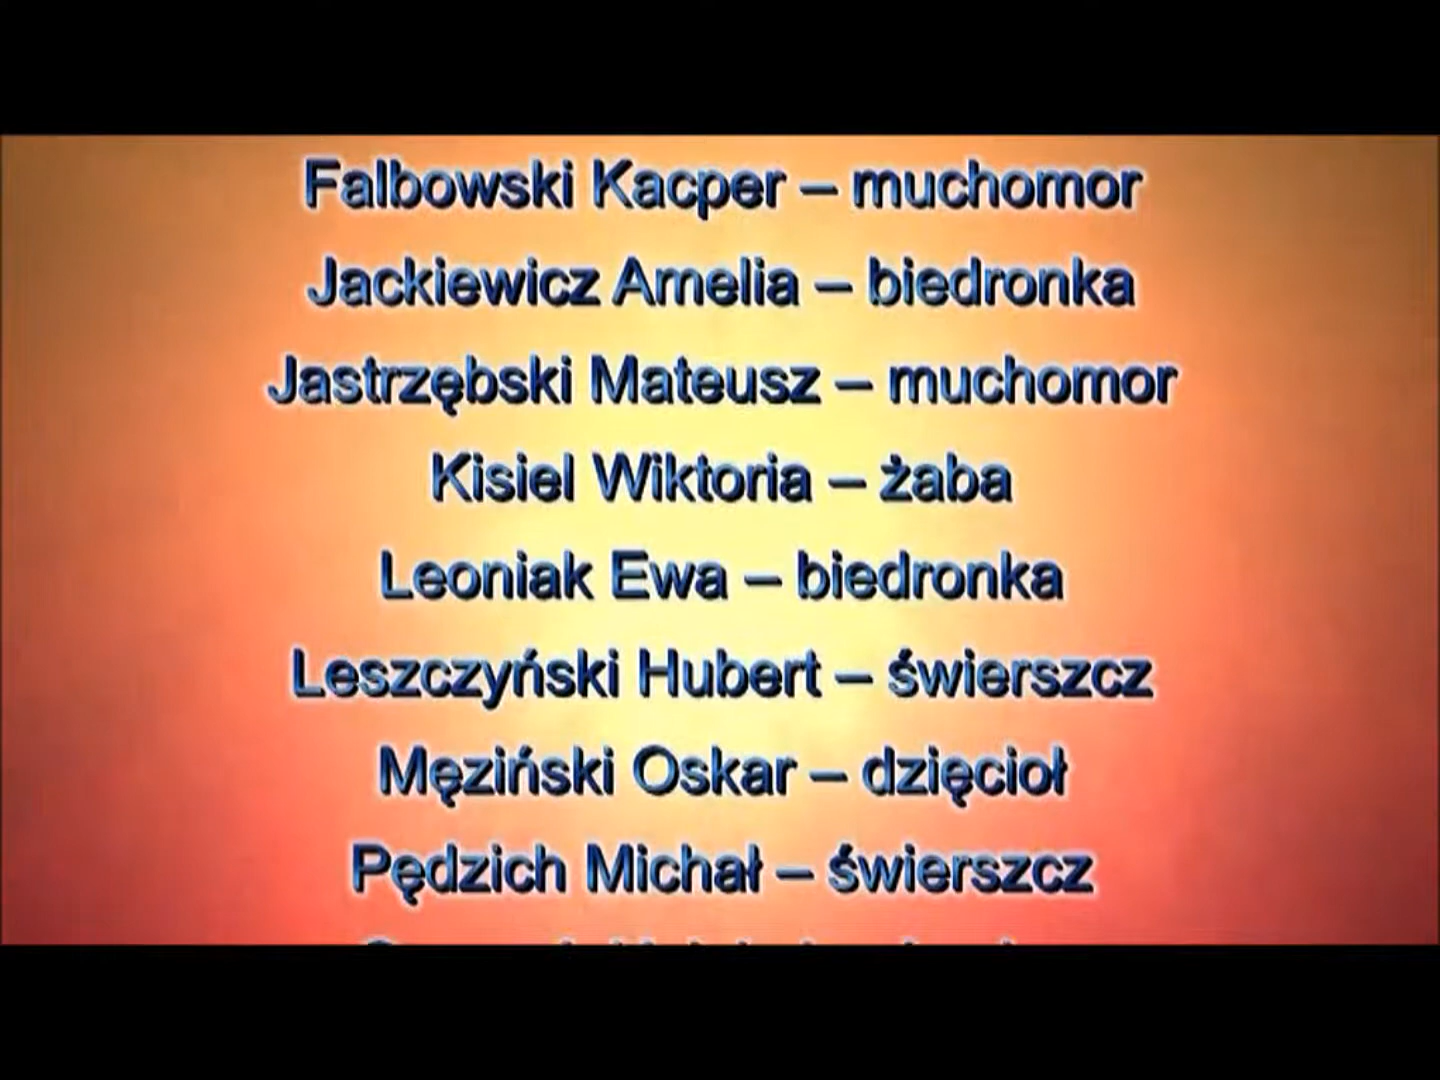 Falbowski Kacper – muchomor
Jackiewicz Amelia – biedronka
Jastrzębski Mateusz – muchomor
Kisiel Wiktoria – żaba
Leoniak Ewa – biedronka
Leszczyński Hubert – świerszcz
Męziński Oskar – dzięcioł
Pędzich Michał – świerszcz